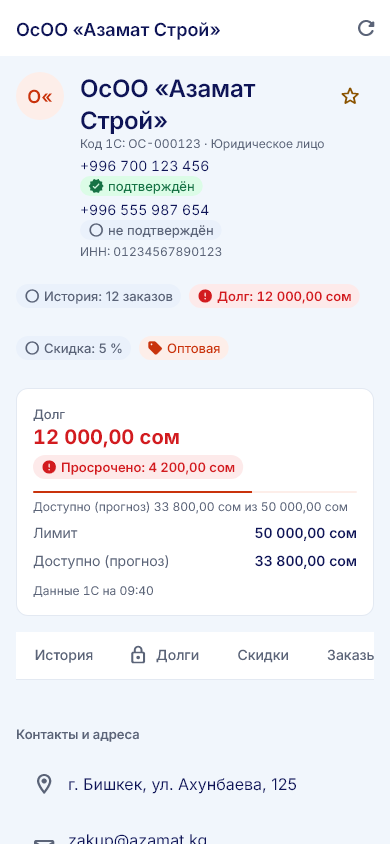 ОсОО «Азамат Строй»
О«
ОсОО «Азамат
Строй»
Код 1С: ОС-000123 · Юридическое лицо
+996 700 123 456
подтверждён
+996 555 987 654
не подтверждён
ИНН: 01234567890123
История: 12 заказов
Долг: 12 000,00 сом
Скидка: 5 %
Оптовая
Долг
12 000,00 сом
Просрочено: 4 200,00 сом
Доступно (прогноз) 33 800,00 сом из 50 000,00 сом
Лимит 50 000,00 сом
Доступно (прогноз) 33 800,00 сом
Данные 1С на 09:40
История Долги Скидки Заказы
Контакты и адреса
г. Бишкек, ул. Ахунбаева, 125
zakup@azamat.kg